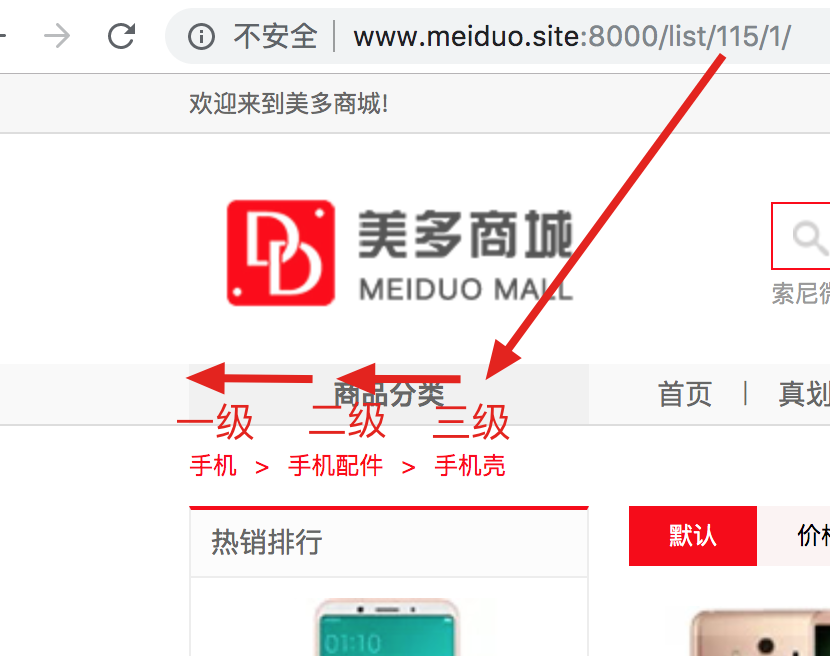 不安全 www.meiduo.site:8000/list/115/1/
欢迎来到美多商城!
美多商城
MEIDUO MALL
索尼微
商品分类 首页 | 真划
一级 二级 三级
手机 > 手机配件 > 手机壳
热销排行 默认 价格
01:10